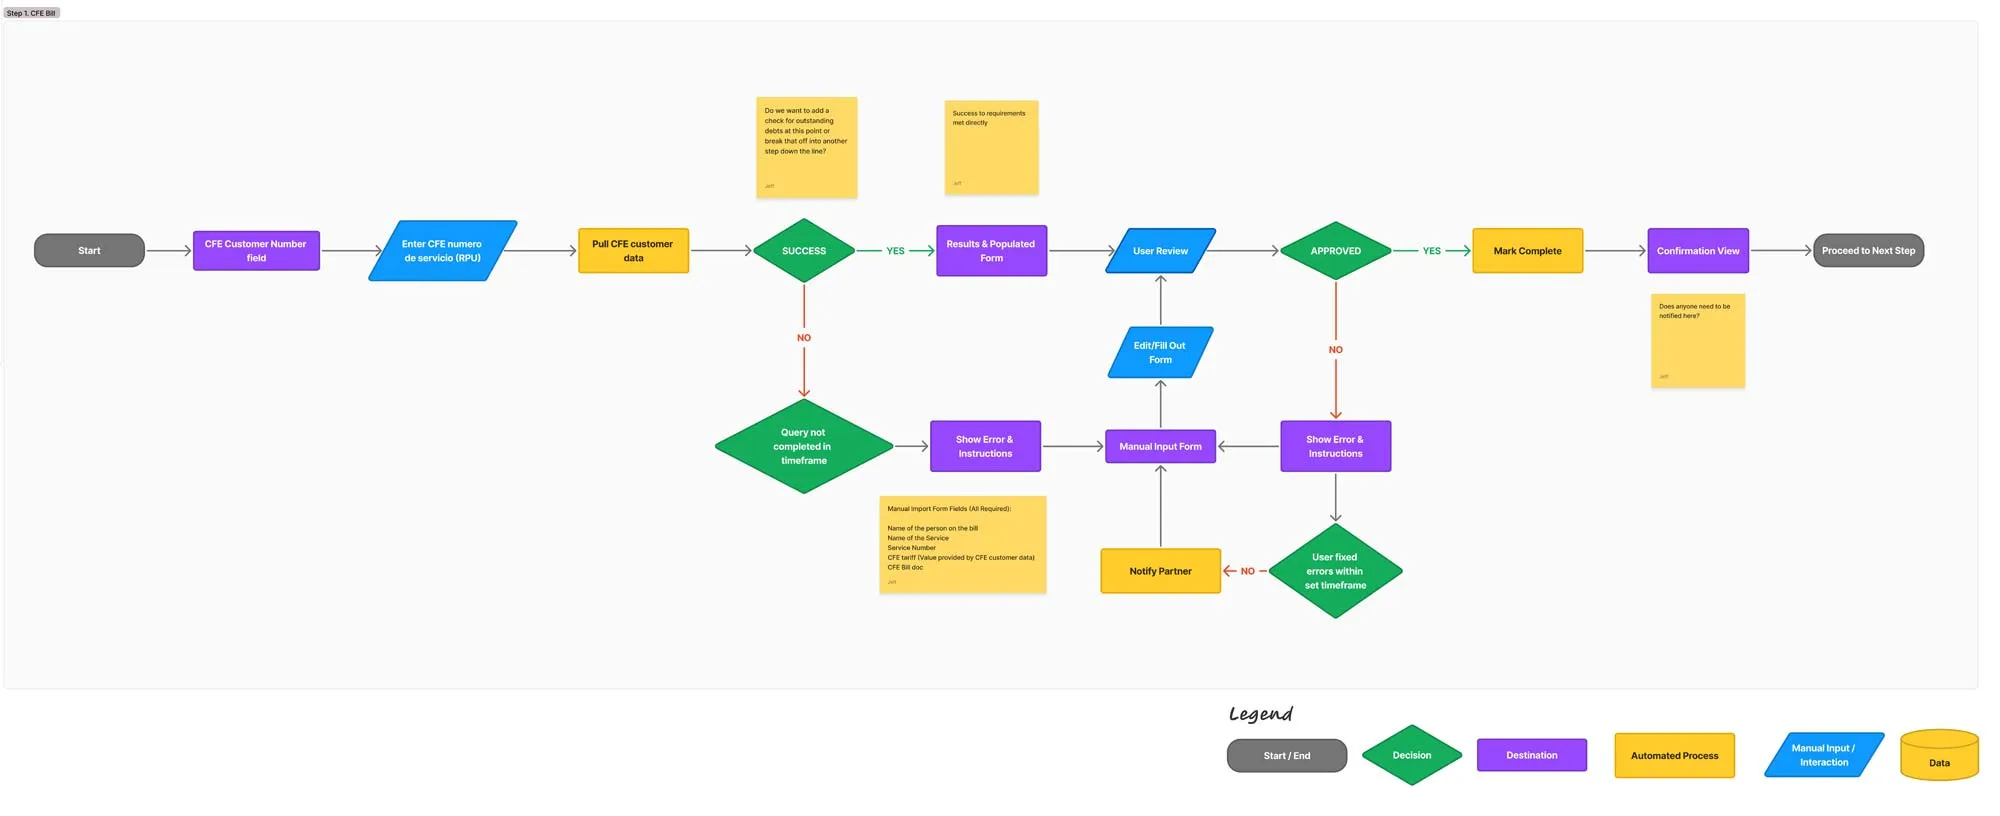 Step 1. CFE Bill
Do we want to add a
check for outstanding
debts at this point or
break that off into another
step down the line?
Jeff
Success to requirements
met directly
Jeff
Start
CFE Customer Number
field
Enter CFE numero
de servicio (RPU)
Pull CFE customer
data
SUCCESS
YES
Results & Populated
Form
User Review
APPROVED
YES
Mark Complete
Confirmation View
Proceed to Next Step
Does anyone need to be
notified here?
Jeff
NO
NO
Edit/Fill Out
Form
Query not
completed in
timeframe
Show Error &
Instructions
Manual Input Form
Show Error &
Instructions
Manual Import Form Fields (All Required):
Name of the person on the bill
Name of the Service
Service Number
CFE tariff (Value provided by CFE customer data)
CFE Bill doc
Jeff
Notify Partner
NO
User fixed
errors within
set timeframe
Legend
Start / End
Decision
Destination
Automated Process
Manual Input /
Interaction
Data